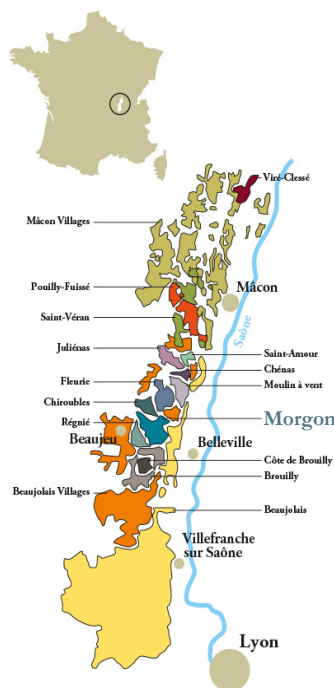 Viré-Clessé
Mâcon Villages
Pouilly-Fuissé
Mâcon
Saint-Véran
Saône
Juliénas
Saint-Amour
Chénas
Fleurie
Moulin à vent
Chiroubles
Morgon
Régnié
Beaujeu
Belleville
Côte de Brouilly
Brouilly
Beaujolais Villages
Beaujolais
Villefranche
sur Saône
Lyon